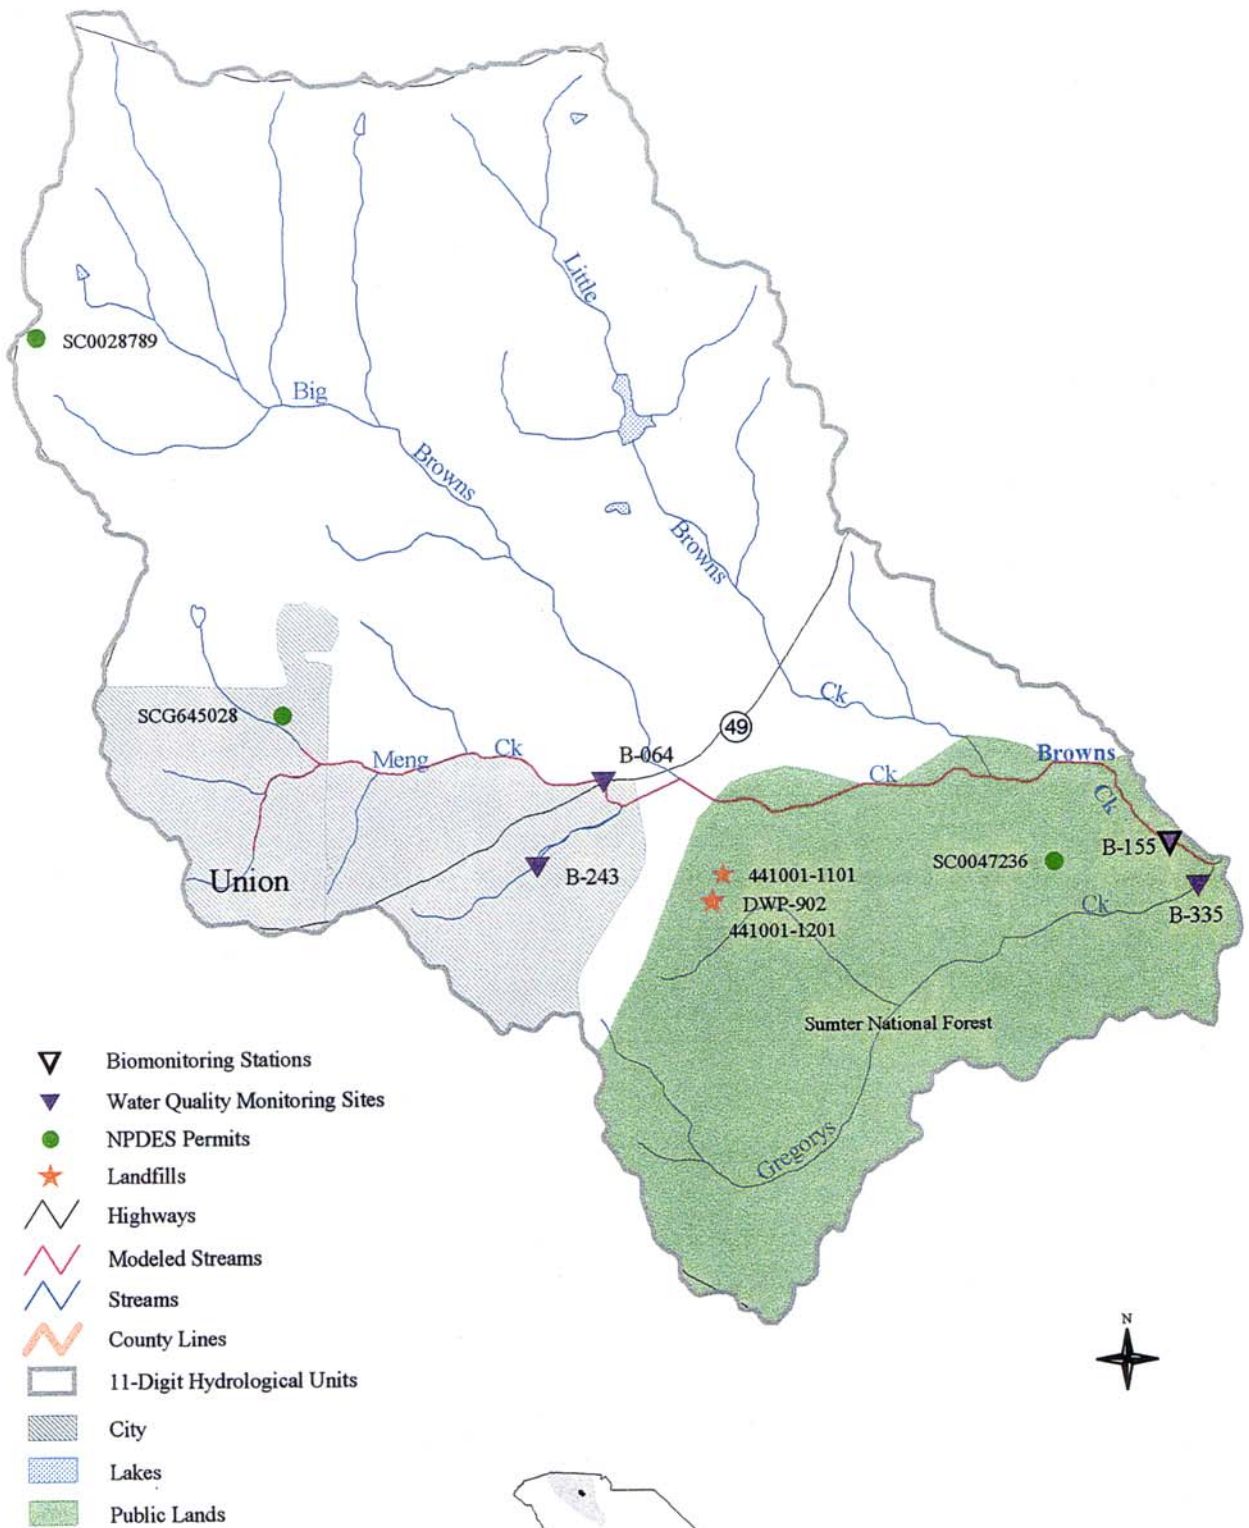 Little
SC0028789
Big
Browns
Browns
Ck
SCG645028
49
Meng
Ck
B-064
Browns
Ck
Ck
B-155
SC0047236
Union
B-243
441001-1101
DWP-902
441001-1201
Ck
B-335
Sumter National Forest
Gregorys
Biomonitoring Stations
Water Quality Monitoring Sites
NPDES Permits
Landfills
Highways
Modeled Streams
Streams
County Lines
11-Digit Hydrological Units
City
Lakes
Public Lands
N